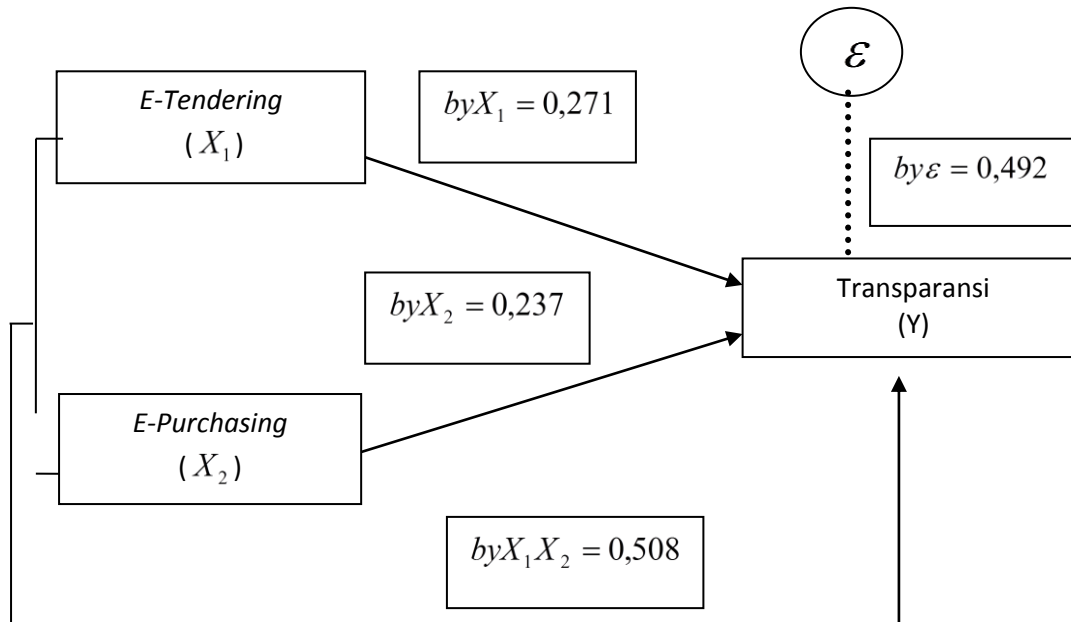 ε
E-Tendering
( X₁ )
byX₁ = 0,271
byε = 0,492
Transparansi
(Y)
byX₂ = 0,237
E-Purchasing
( X₂ )
byX₁X₂ = 0,508